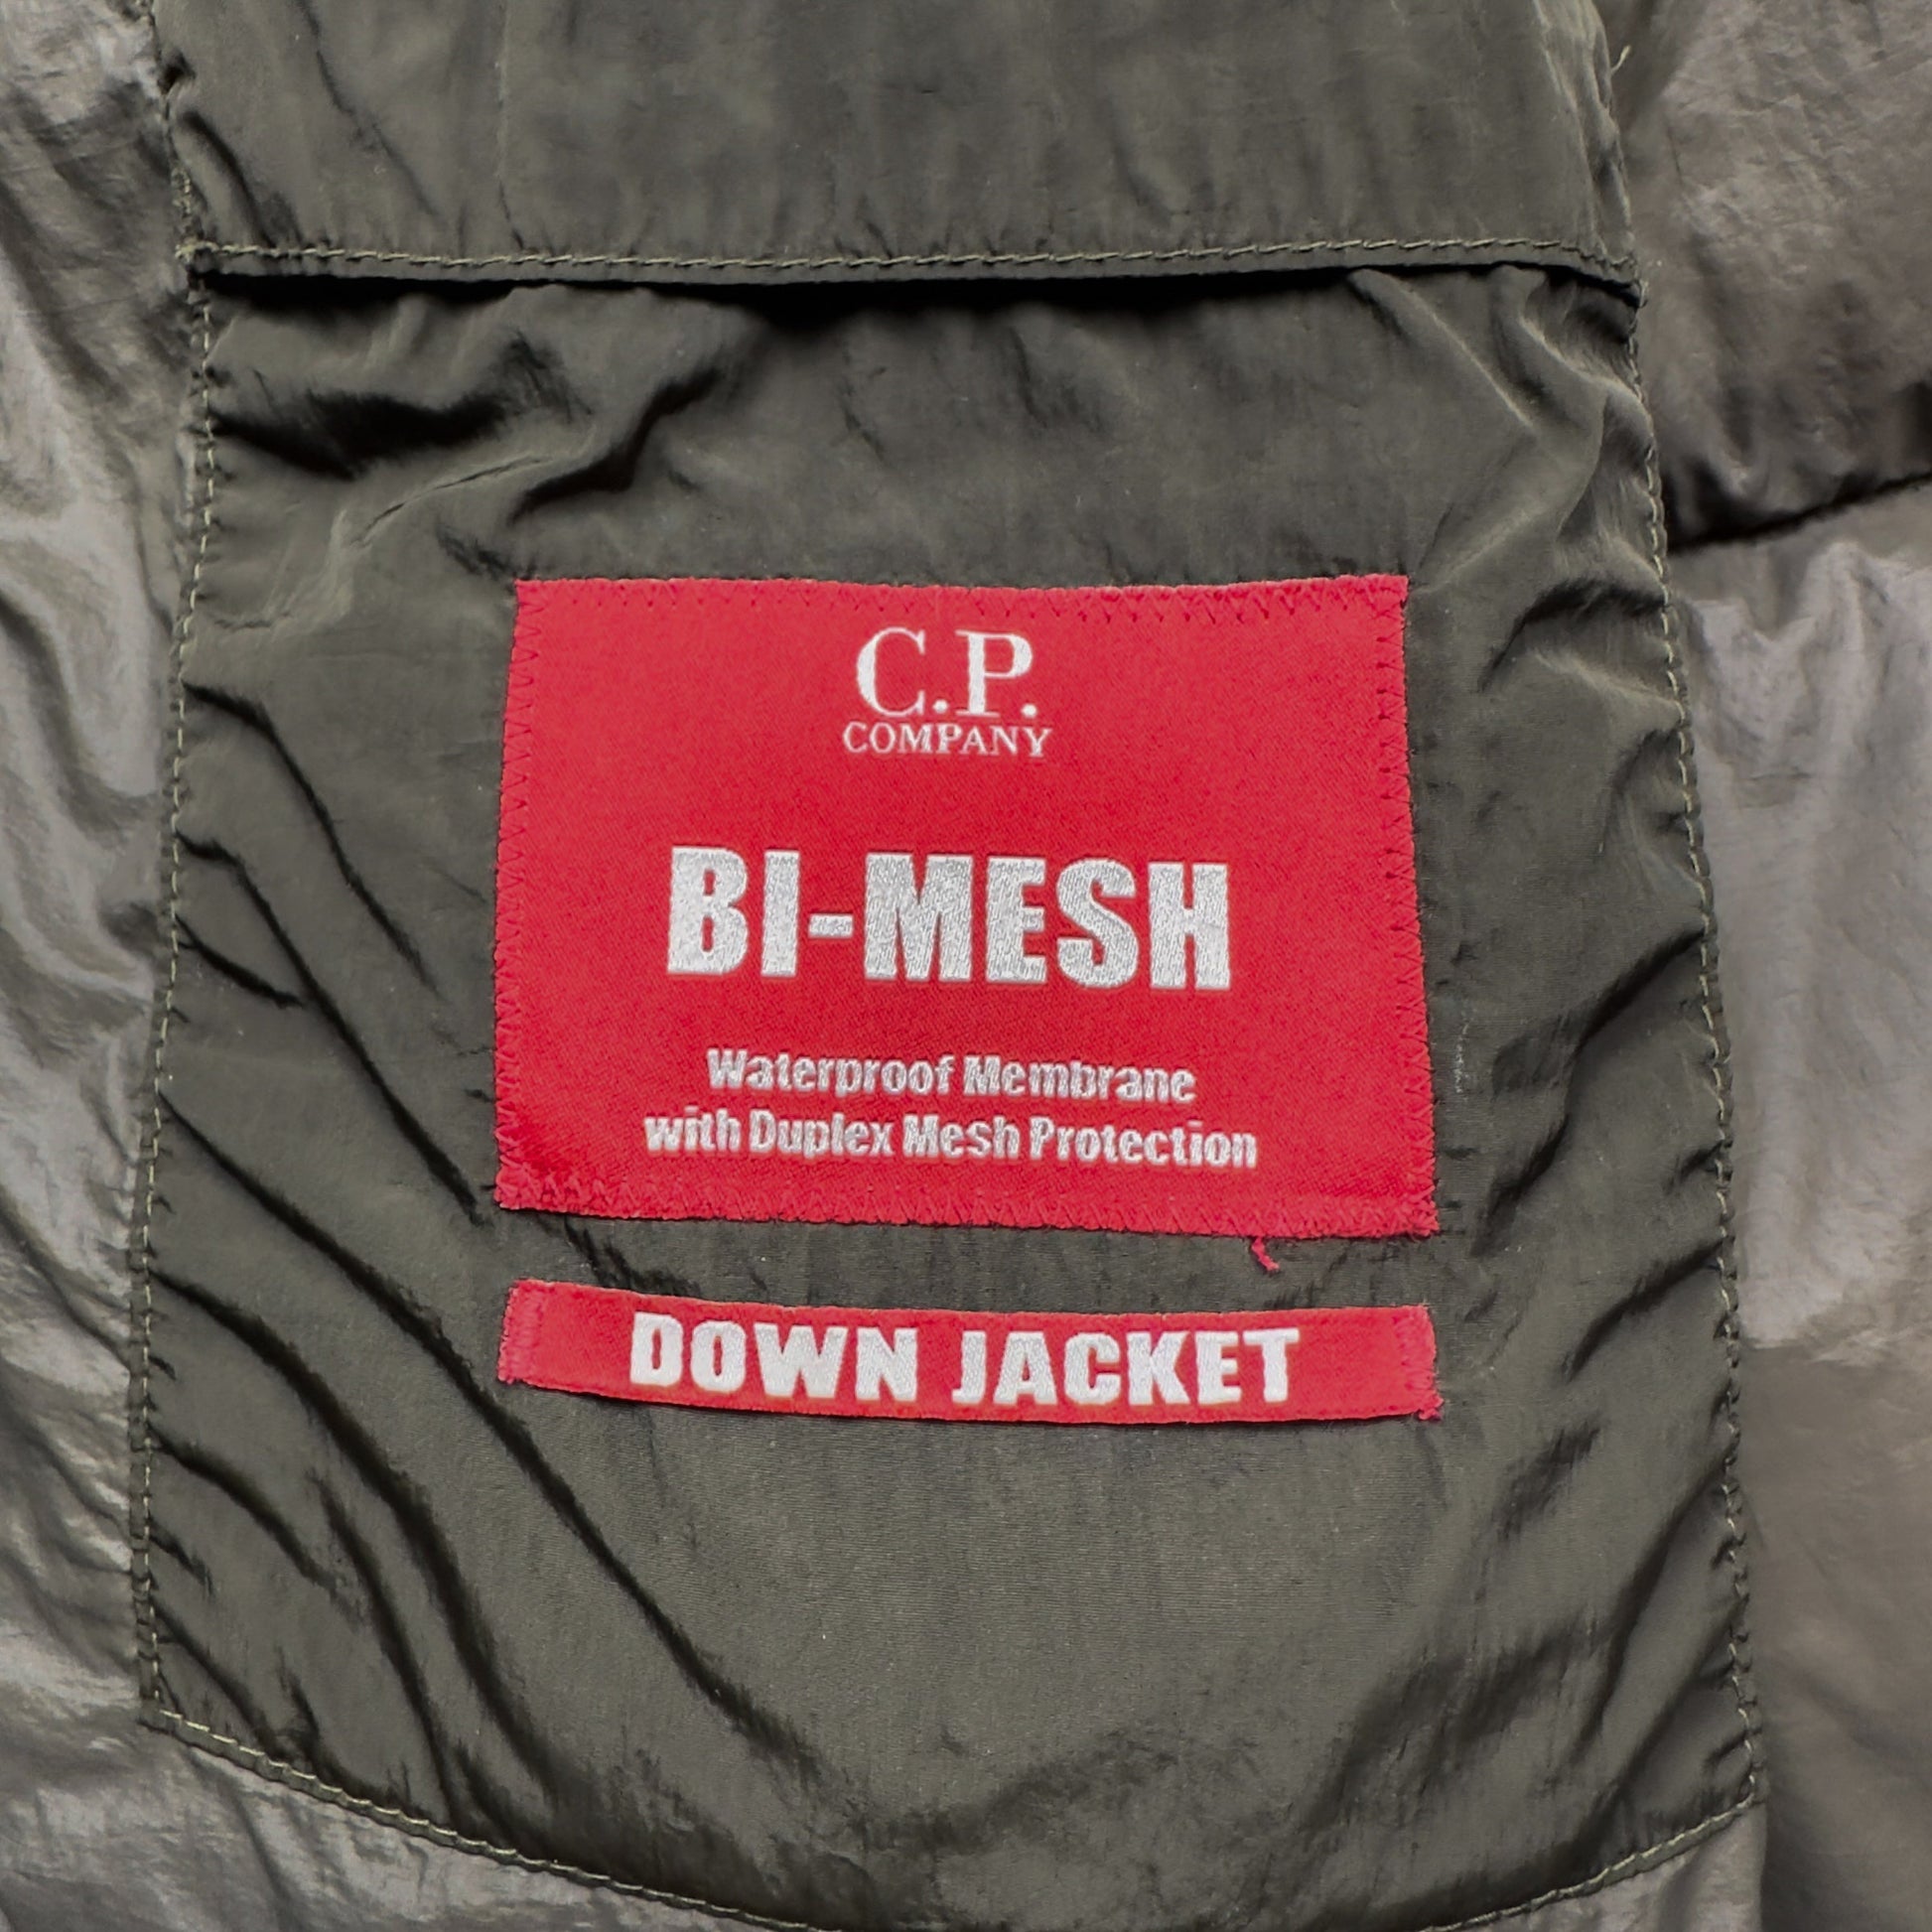 C.P.
COMPANY
BI-MESH
Waterproof Membrane
with Duplex Mesh Protection
DOWN JACKET